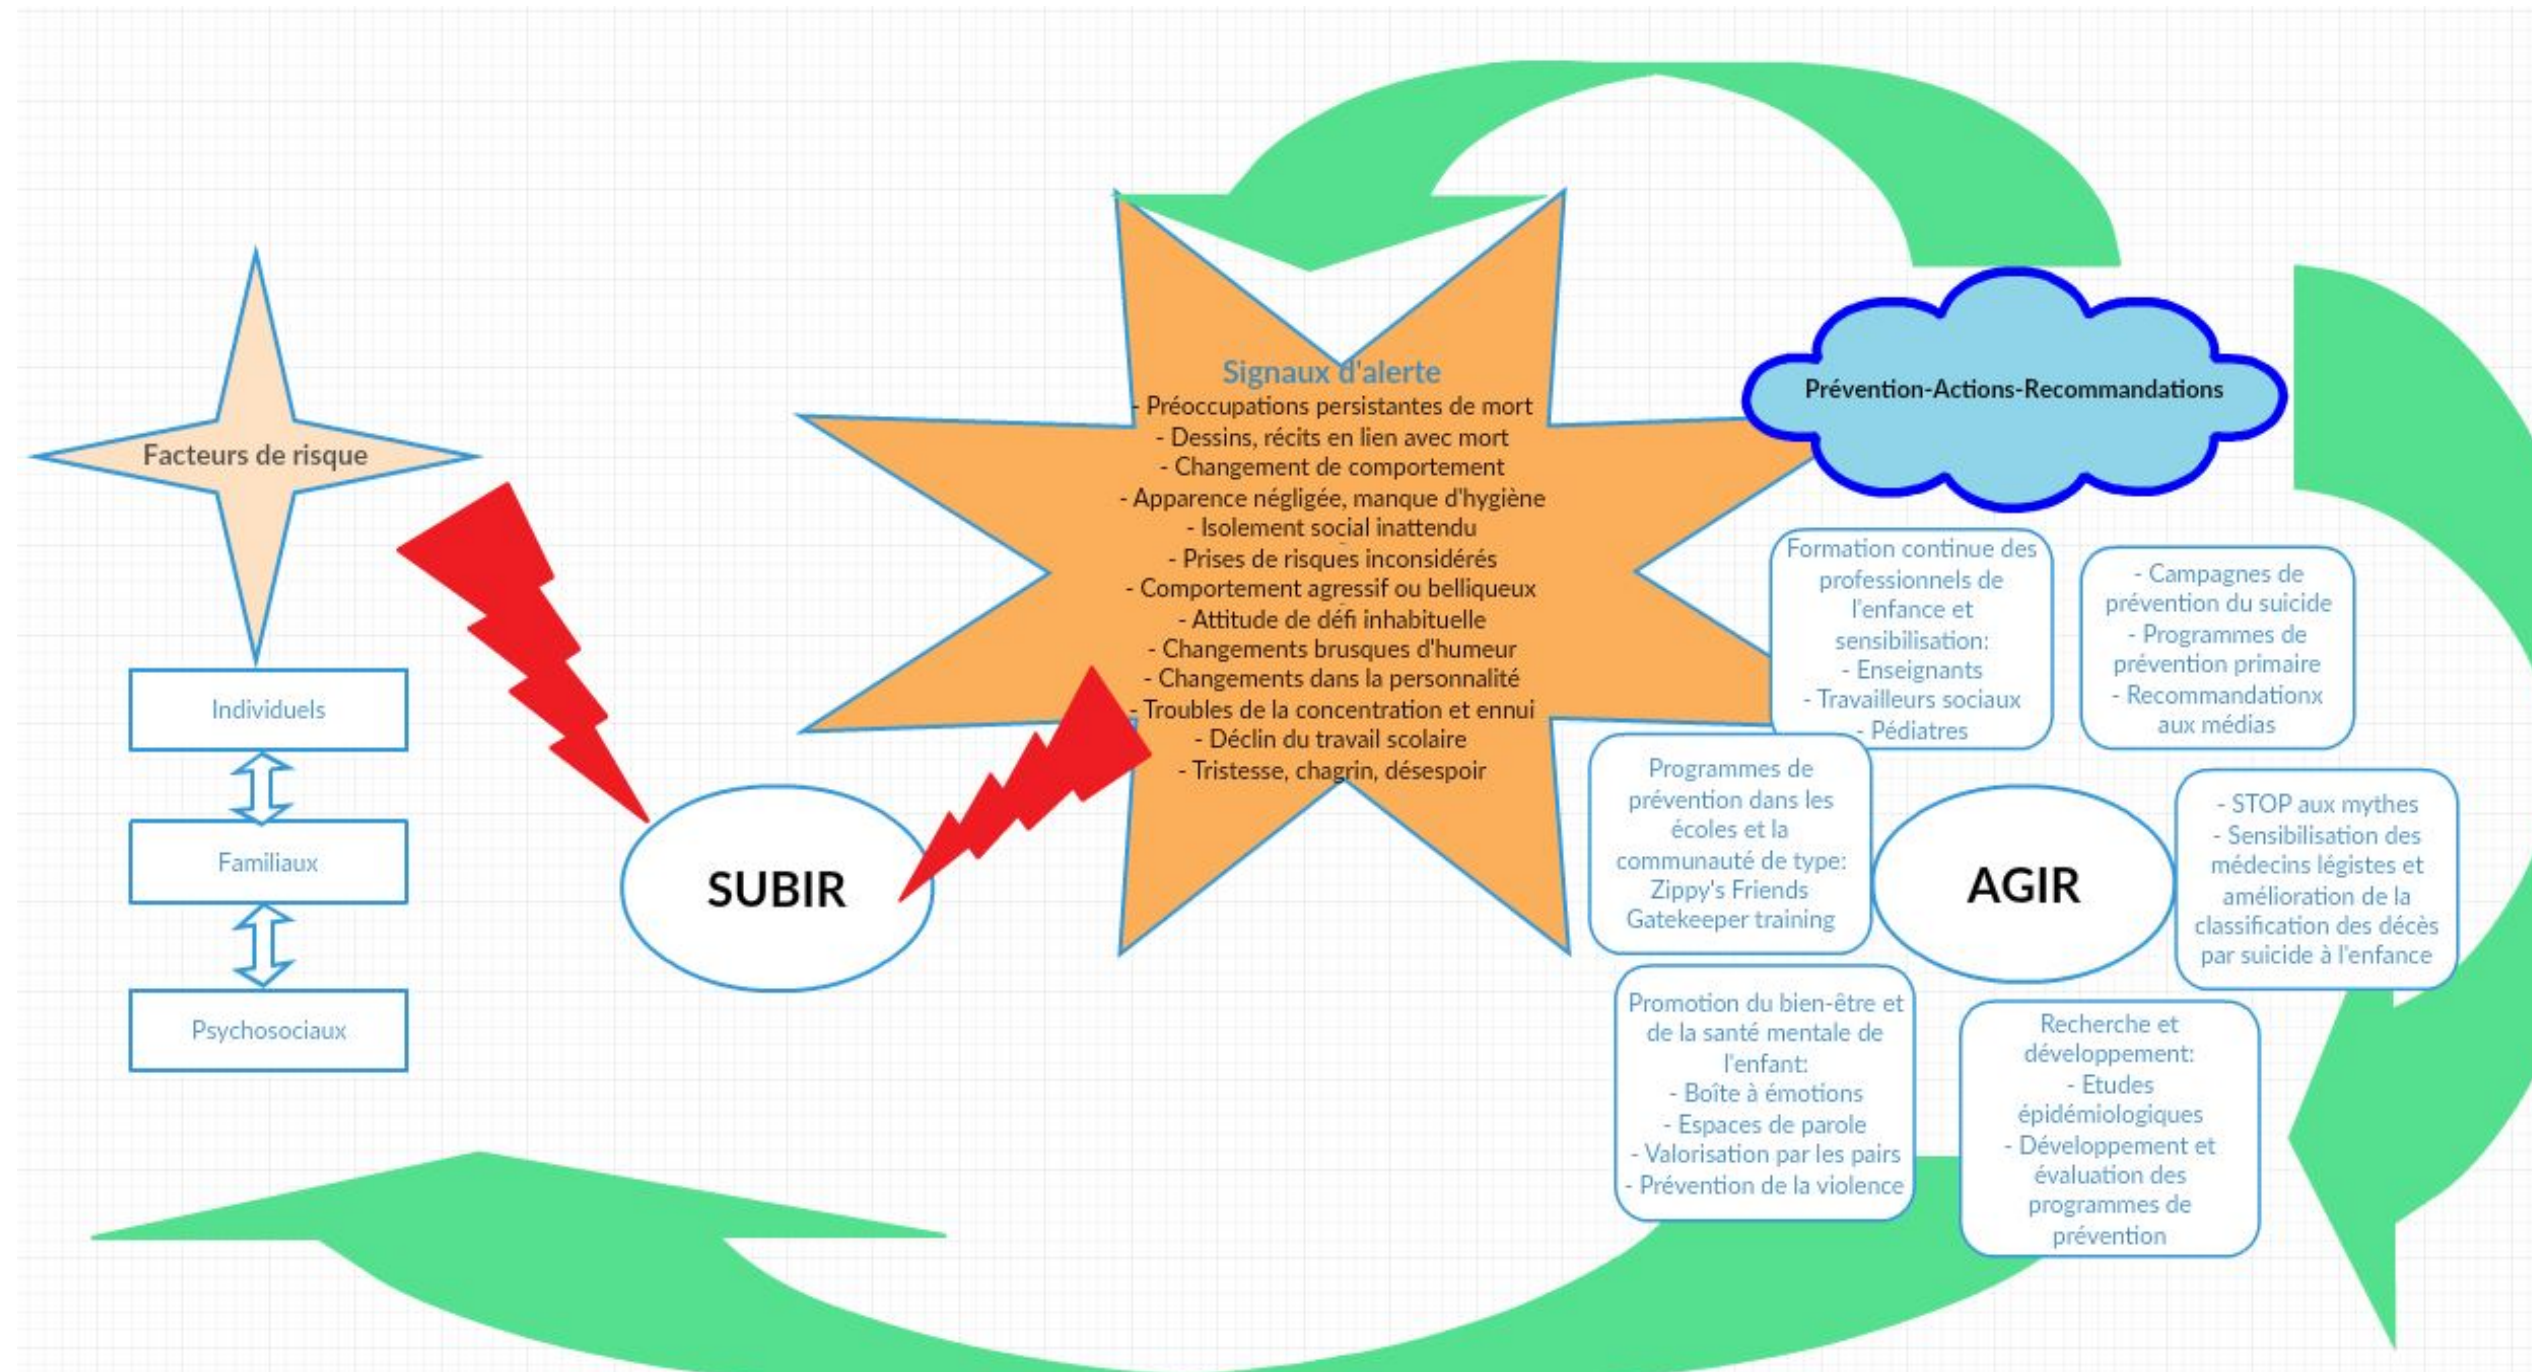 Facteurs de risque
Individuels
Familiaux
Psychosociaux
SUBIR
Signaux d'alerte
- Préoccupations persistantes de mort
- Dessins, récits en lien avec mort
- Changement de comportement
- Apparence négligée, manque d'hygiène
- Isolement social inattendu
- Prises de risques inconsidérés
- Comportement agressif ou belliqueux
- Attitude de défi inhabituelle
- Changements brusques d'humeur
- Changements dans la personnalité
- Troubles de la concentration et ennui
- Déclin du travail scolaire
- Tristesse, chagrin, désespoir
Prévention-Actions-Recommandations
Formation continue des
professionnels de
l'enfance et
sensibilisation:
- Enseignants
- Travailleurs sociaux
- Pédiatres
- Campagnes de
prévention du suicide
- Programmes de
prévention primaire
- Recommandationx
aux médias
Programmes de
prévention dans les
écoles et la
communauté de type:
Zippy's Friends
Gatekeeper training
AGIR
- STOP aux mythes
- Sensibilisation des
médecins légistes et
amélioration de la
classification des décès
par suicide à l'enfance
Promotion du bien-être et
de la santé mentale de
l'enfant:
- Boîte à émotions
- Espaces de parole
- Valorisation par les pairs
- Prévention de la violence
Recherche et
développement:
- Etudes
épidémiologiques
- Développement et
évaluation des
programmes de
prévention